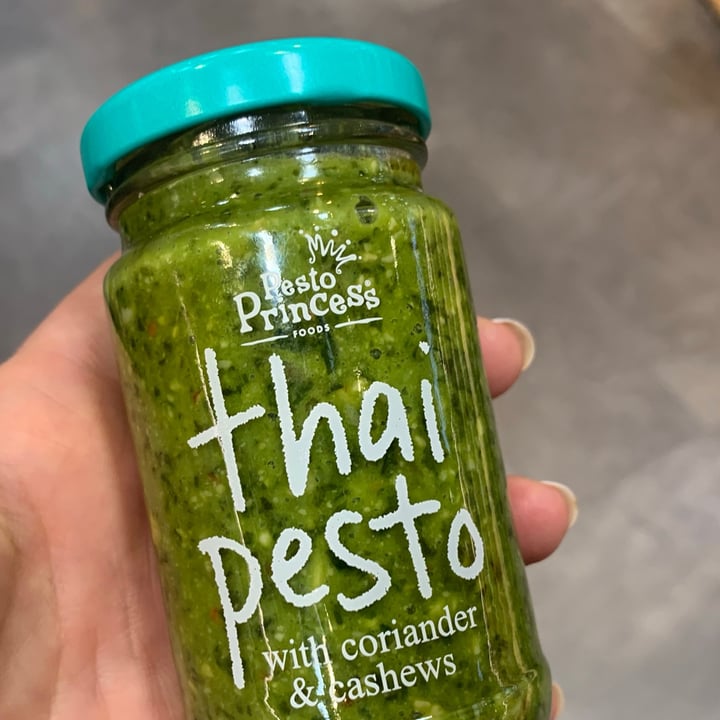 Pesto
Princess
FOODS
thai
pesto
with coriander
& cashews